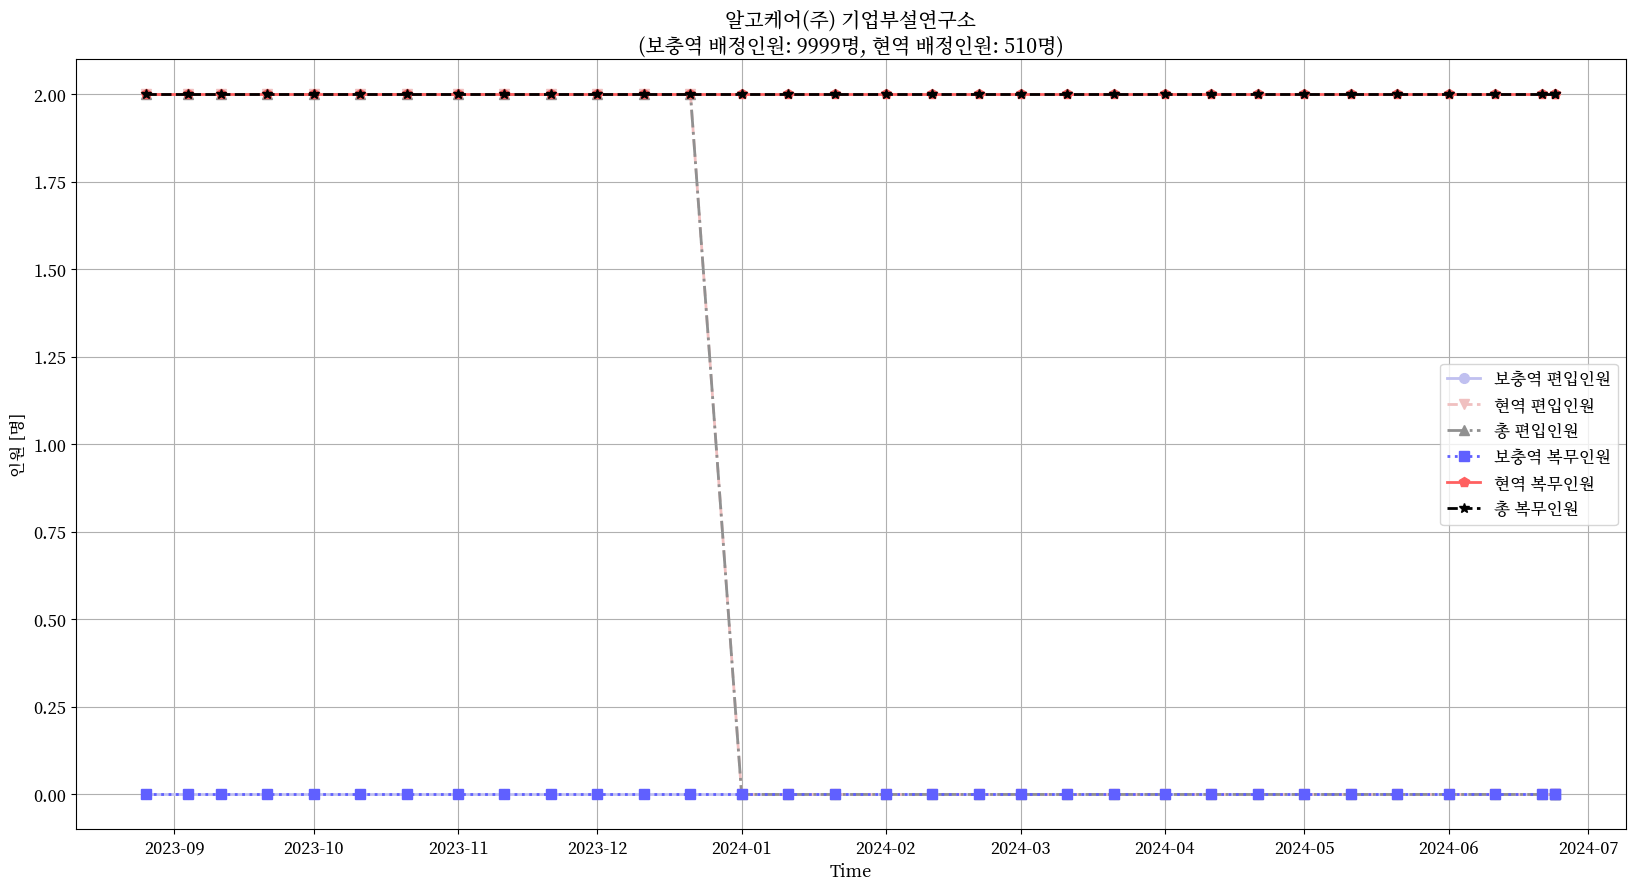 알고케어(주) 기업부설연구소
(보충역 배정인원: 9999명, 현역 배정인원: 510명)
인원 [명]
2.00
1.75
1.50
1.25
1.00
0.75
0.50
0.25
0.00
보충역 편입인원
현역 편입인원
총 편입인원
보충역 복무인원
현역 복무인원
총 복무인원
2023-09
2023-10
2023-11
2023-12
2024-01
2024-02
2024-03
2024-04
2024-05
2024-06
2024-07
Time